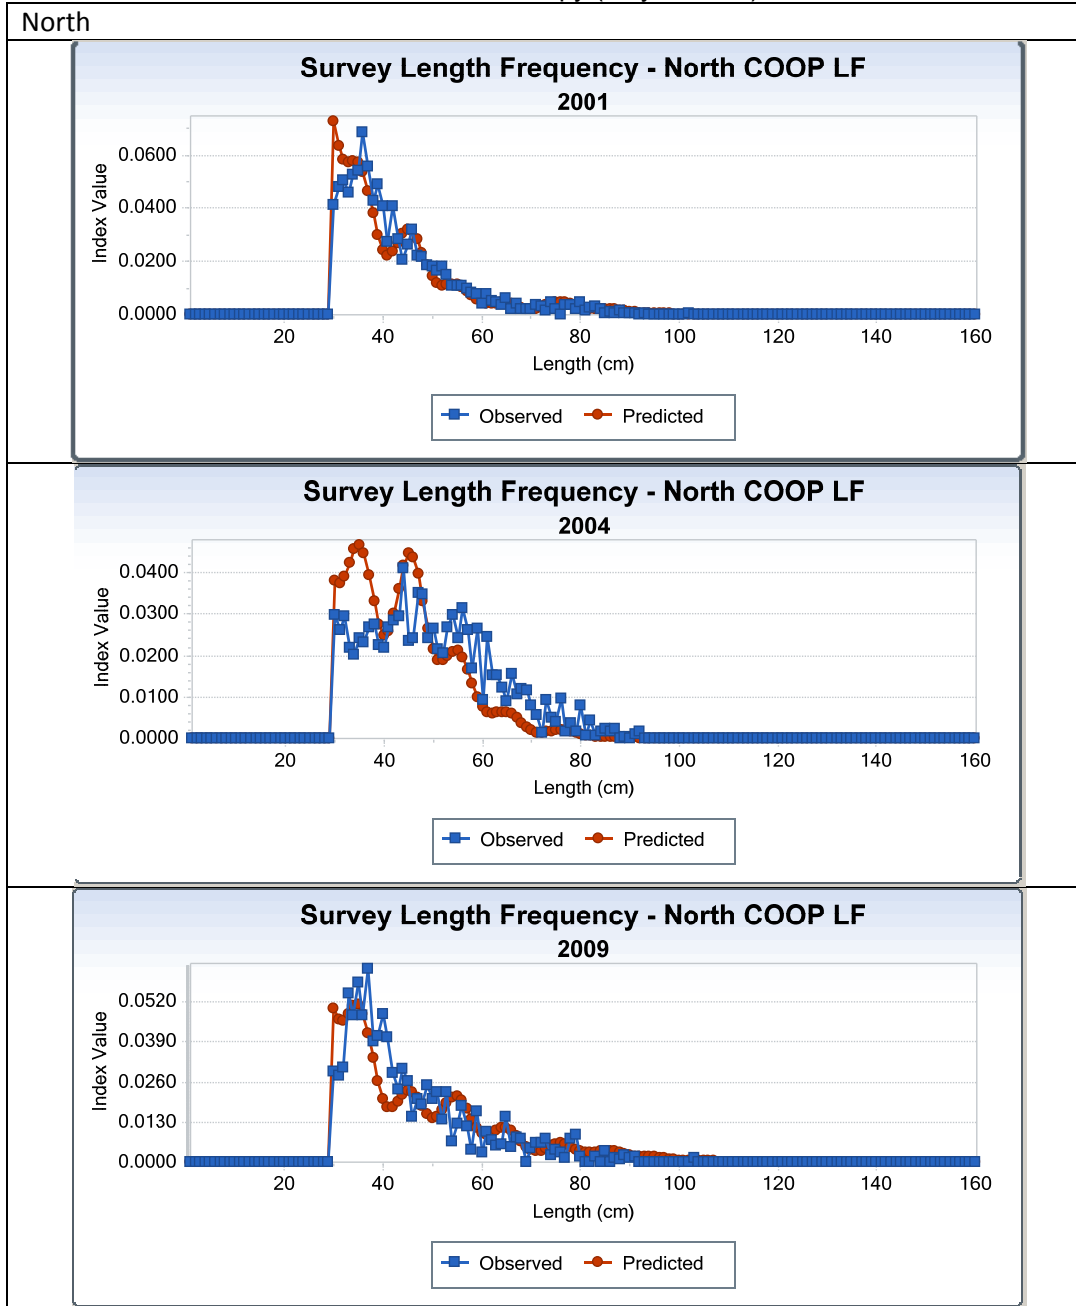 North
Survey Length Frequency - North COOP LF
2001
Index Value
0.0600
0.0400
0.0200
0.0000
20 40 60 80 100 120 140 160
Length (cm)
Observed Predicted
Survey Length Frequency - North COOP LF
2004
Index Value
0.0400
0.0300
0.0200
0.0100
0.0000
20 40 60 80 100 120 140 160
Length (cm)
Observed Predicted
Survey Length Frequency - North COOP LF
2009
Index Value
0.0520
0.0390
0.0260
0.0130
0.0000
20 40 60 80 100 120 140 160
Length (cm)
Observed Predicted